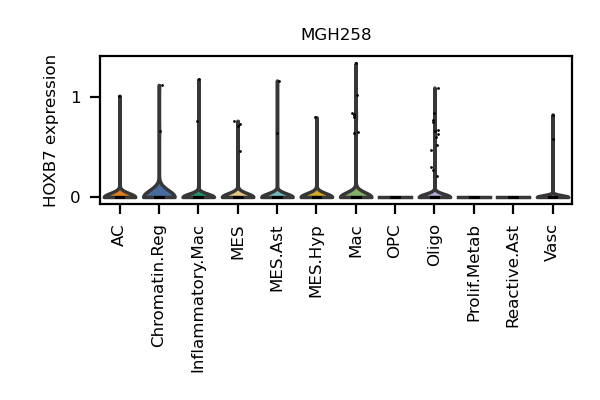 MGH258
HOXB7 expression
1
0
AC
Chromatin.Reg
Inflammatory.Mac
MES
MES.Ast
MES.Hyp
Mac
OPC
Oligo
Prolif.Metab
Reactive.Ast
Vasc